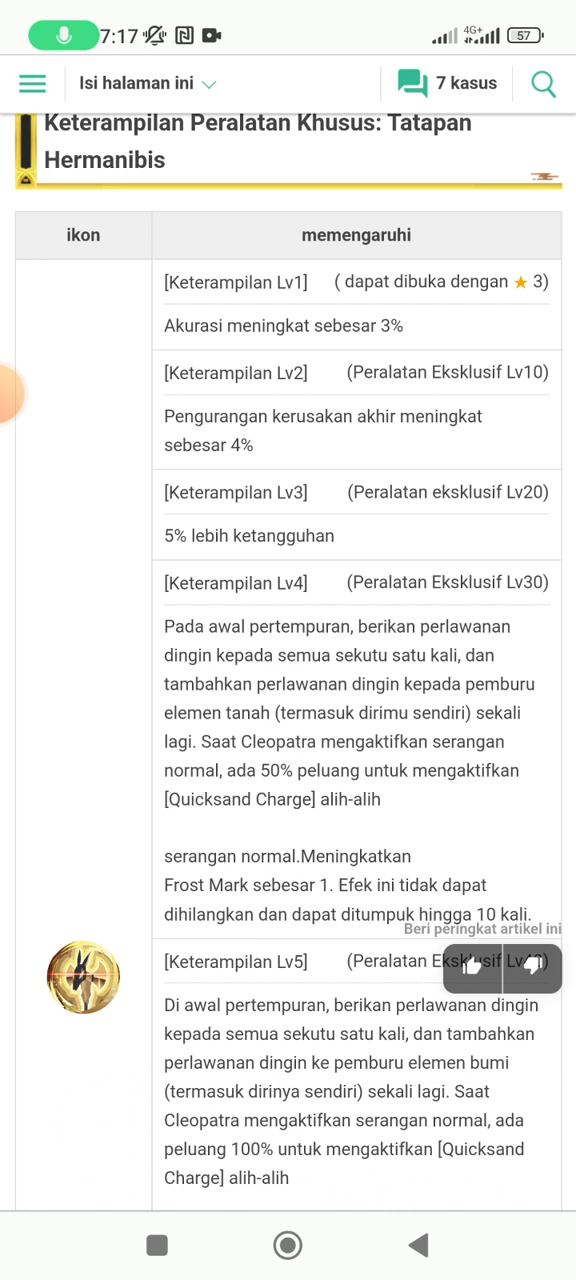 7:17
4G+
57
Isi halaman ini
7 kasus
Keterampilan Peralatan Khusus: Tatapan
Hermanibis
ikon
memengaruhi
[Keterampilan Lv1] ( dapat dibuka dengan ★ 3)
Akurasi meningkat sebesar 3%
[Keterampilan Lv2] (Peralatan Eksklusif Lv10)
Pengurangan kerusakan akhir meningkat
sebesar 4%
[Keterampilan Lv3] (Peralatan eksklusif Lv20)
5% lebih ketangguhan
[Keterampilan Lv4] (Peralatan Eksklusif Lv30)
Pada awal pertempuran, berikan perlawanan
dingin kepada semua sekutu satu kali, dan
tambahkan perlawanan dingin kepada pemburu
elemen tanah (termasuk dirimu sendiri) sekali
lagi. Saat Cleopatra mengaktifkan serangan
normal, ada 50% peluang untuk mengaktifkan
[Quicksand Charge] alih-alih
serangan normal.Meningkatkan
Frost Mark sebesar 1. Efek ini tidak dapat
dihilangkan dan dapat ditumpuk hingga 10 kali.
Beri peringkat artikel ini
[Keterampilan Lv5] (Peralatan Eksklusif Lv40)
Di awal pertempuran, berikan perlawanan dingin
kepada semua sekutu satu kali, dan tambahkan
perlawanan dingin ke pemburu elemen bumi
(termasuk dirinya sendiri) sekali lagi. Saat
Cleopatra mengaktifkan serangan normal, ada
peluang 100% untuk mengaktifkan [Quicksand
Charge] alih-alih